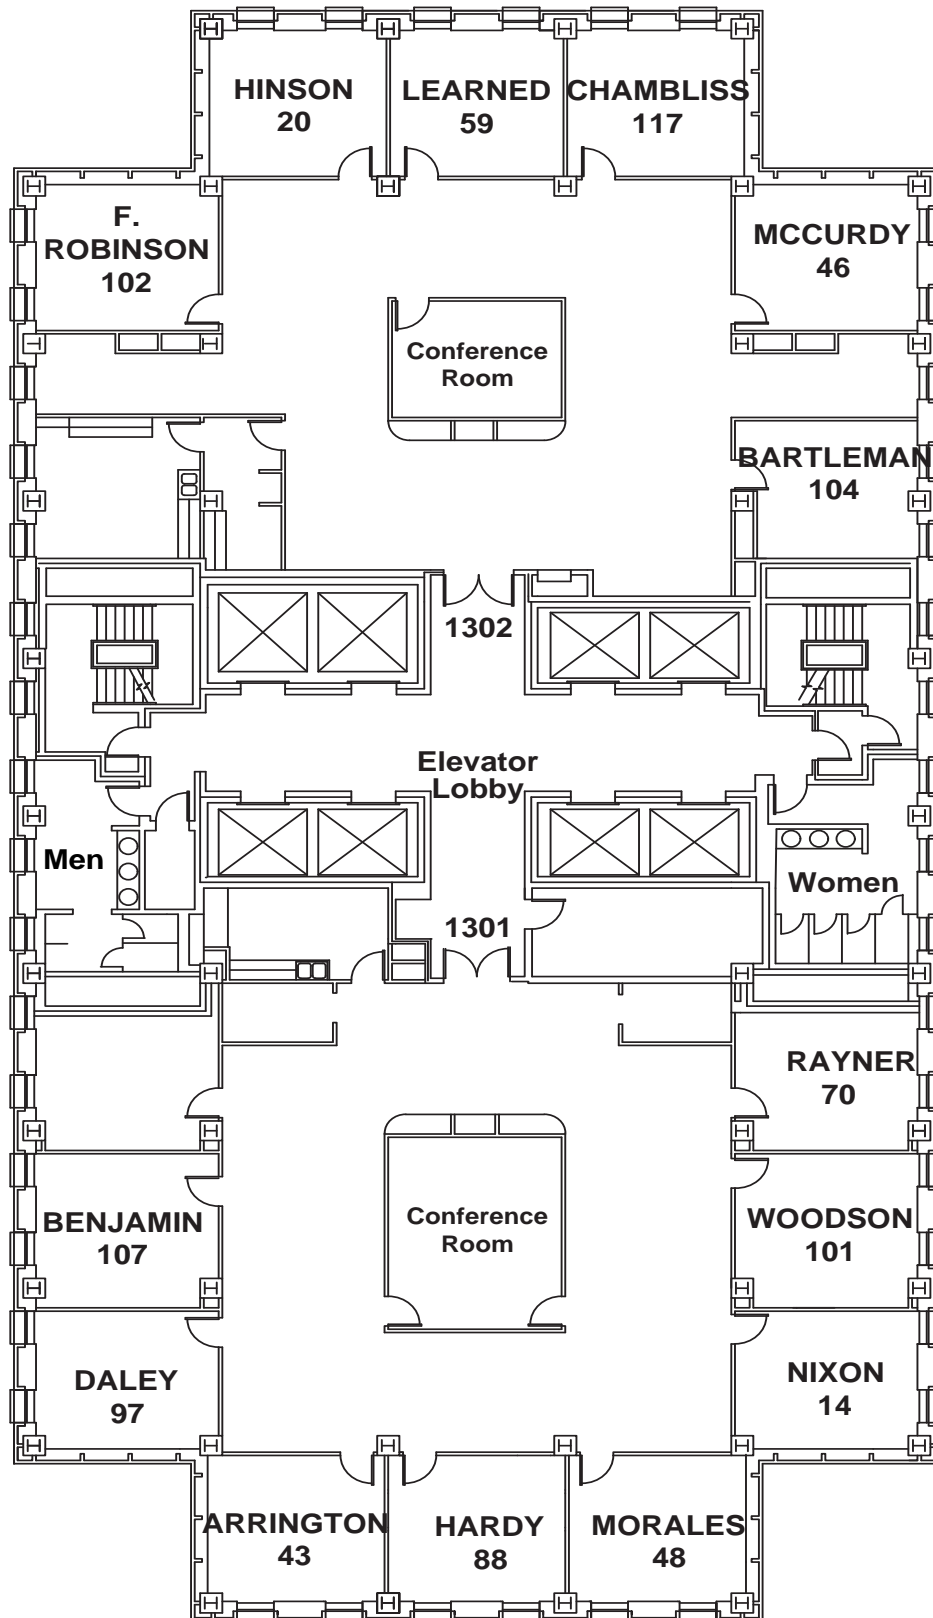 HINSON
20
LEARNED
59
CHAMBLISS
117
F.
ROBINSON
102
MCCURDY
46
Conference
Room
BARTLEMAN
104
1302
Elevator
Lobby
Men
Women
1301
RAYNER
70
BENJAMIN
107
Conference
Room
WOODSON
101
DALEY
97
NIXON
14
ARRINGTON
43
HARDY
88
MORALES
48